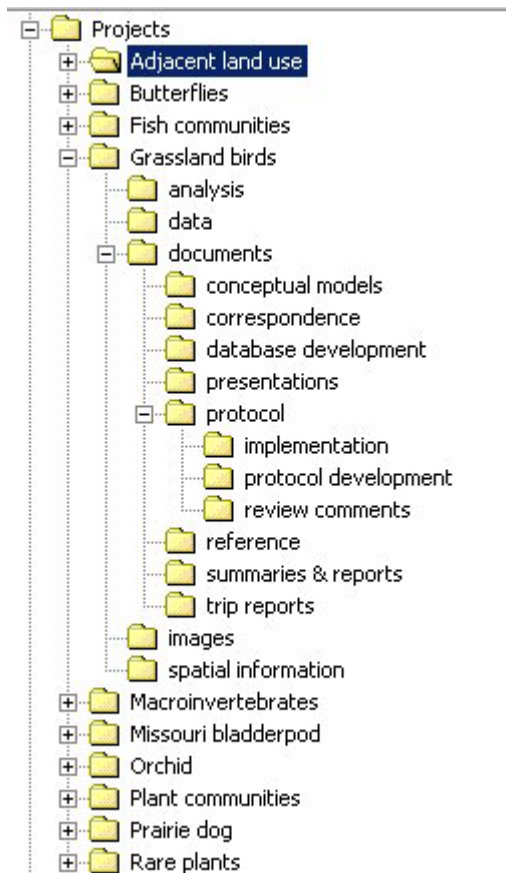 Projects
Adjacent land use
Butterflies
Fish communities
Grassland birds
analysis
data
documents
conceptual models
correspondence
database development
presentations
protocol
implementation
protocol development
review comments
reference
summaries & reports
trip reports
images
spatial information
Macroinvertebrates
Missouri bladderpod
Orchid
Plant communities
Prairie dog
Rare plants